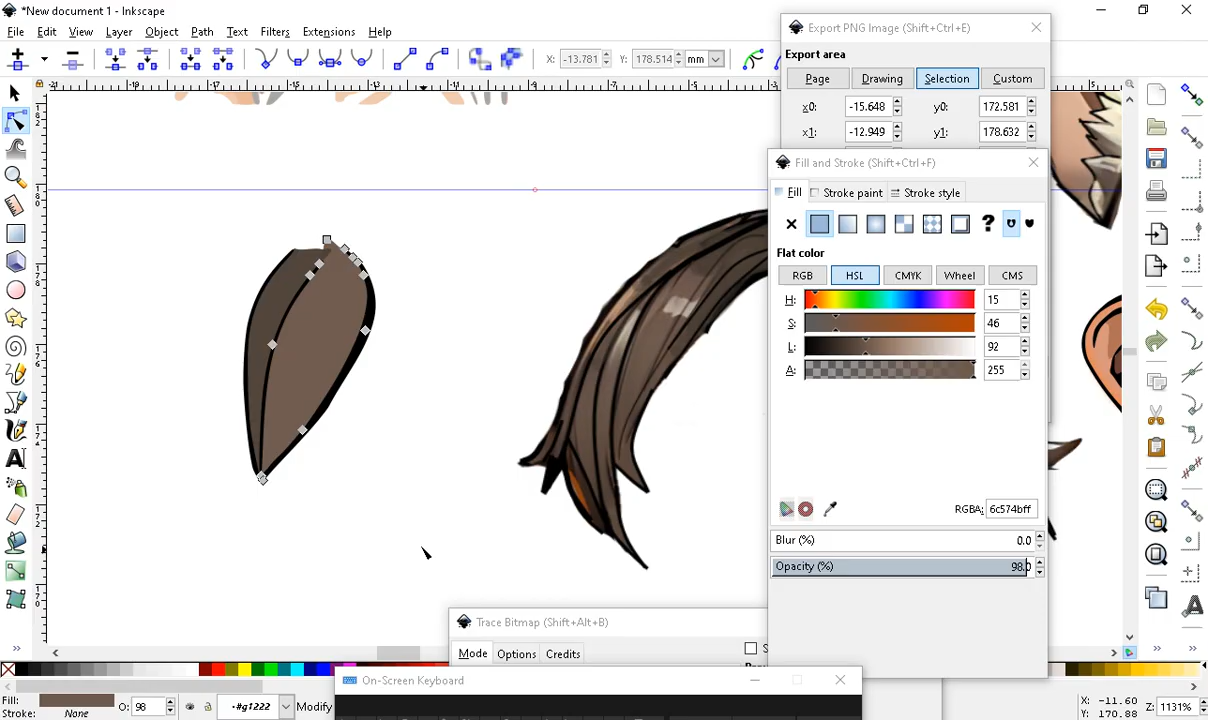 *New document 1 - Inkscape
File Edit View Layer Object Path Text Filters Extensions Help
X: -13.781 Y: 178.514 mm
Export PNG Image (Shift+Ctrl+E)
Export area
Page Drawing Selection Custom
x0: -15.648 y0: 172.581
x1: -12.949 y1: 178.632
Fill and Stroke (Shift+Ctrl+F)
Fill Stroke paint Stroke style
Flat color
RGB HSL CMYK Wheel CMS
H: 15
S: 46
L: 92
A: 255
RGBA: 6c574bff
Blur (%) 0.0
Opacity (%) 98.0
Trace Bitmap (Shift+Alt+B)
Mode Options Credits
On-Screen Keyboard
Fill: O: 98 #g1222 Modify
Stroke: None
X: -11.60
Y: 170.88
Z: 1131%